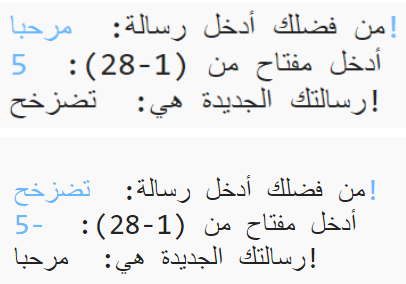 من فضلك أدخل رسالة: مرحبا!
أدخل مفتاح من (1-28): 5
رسالتك الجديدة هي: تضزخح!
من فضلك أدخل رسالة: تضزخح!
أدخل مفتاح من (1-28): -5
رسالتك الجديدة هي: مرحبا!